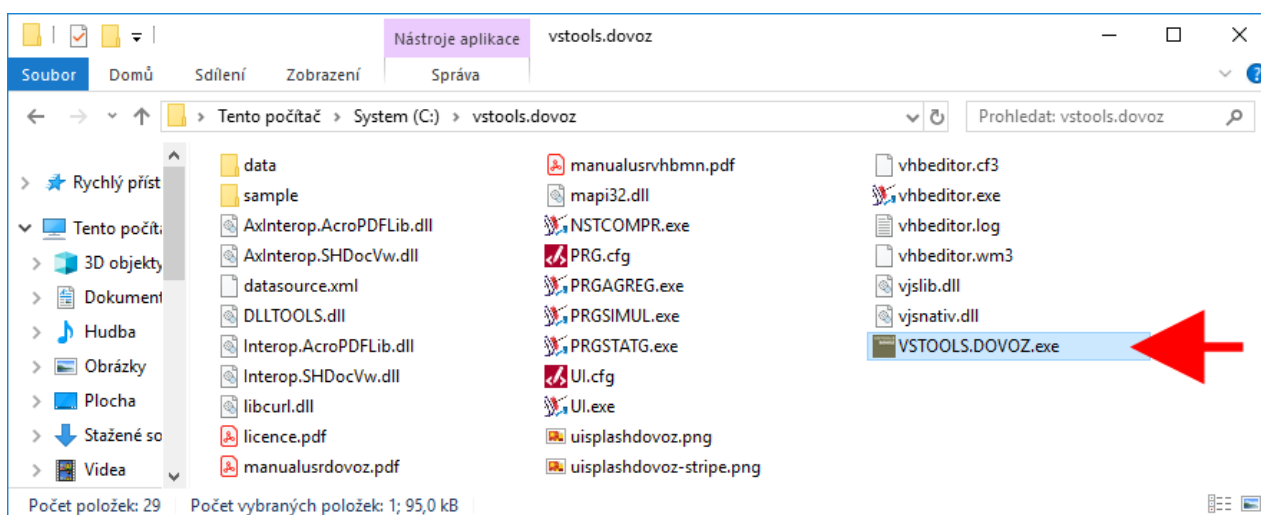 Nástroje aplikace vstools.dovoz
Soubor Domů Sdílení Zobrazení Správa
Tento počítač System (C:) vstools.dovoz Prohledat: vstools.dovoz
Rychlý příst
Tento počíta
3D objekty
Dokument
Hudba
Obrázky
Plocha
Stažené so
Videa
data
sample
AxInterop.AcroPDFLib.dll
AxInterop.SHDocVw.dll
datasource.xml
DLLTOOLS.dll
Interop.AcroPDFLib.dll
Interop.SHDocVw.dll
libcurl.dll
licence.pdf
manualusrdovoz.pdf
manualusrvhbmn.pdf
mapi32.dll
NSTCOMPR.exe
PRG.cfg
PRGAGREG.exe
PRGSIMUL.exe
PRGSTATG.exe
UI.cfg
UI.exe
uisplashdovoz.png
uisplashdovoz-stripe.png
vhbeditor.cf3
vhbeditor.exe
vhbeditor.log
vhbeditor.wm3
vjslib.dll
vjsnativ.dll
VSTOOLS.DOVOZ.exe
Počet položek: 29 Počet vybraných položek: 1; 95,0 kB